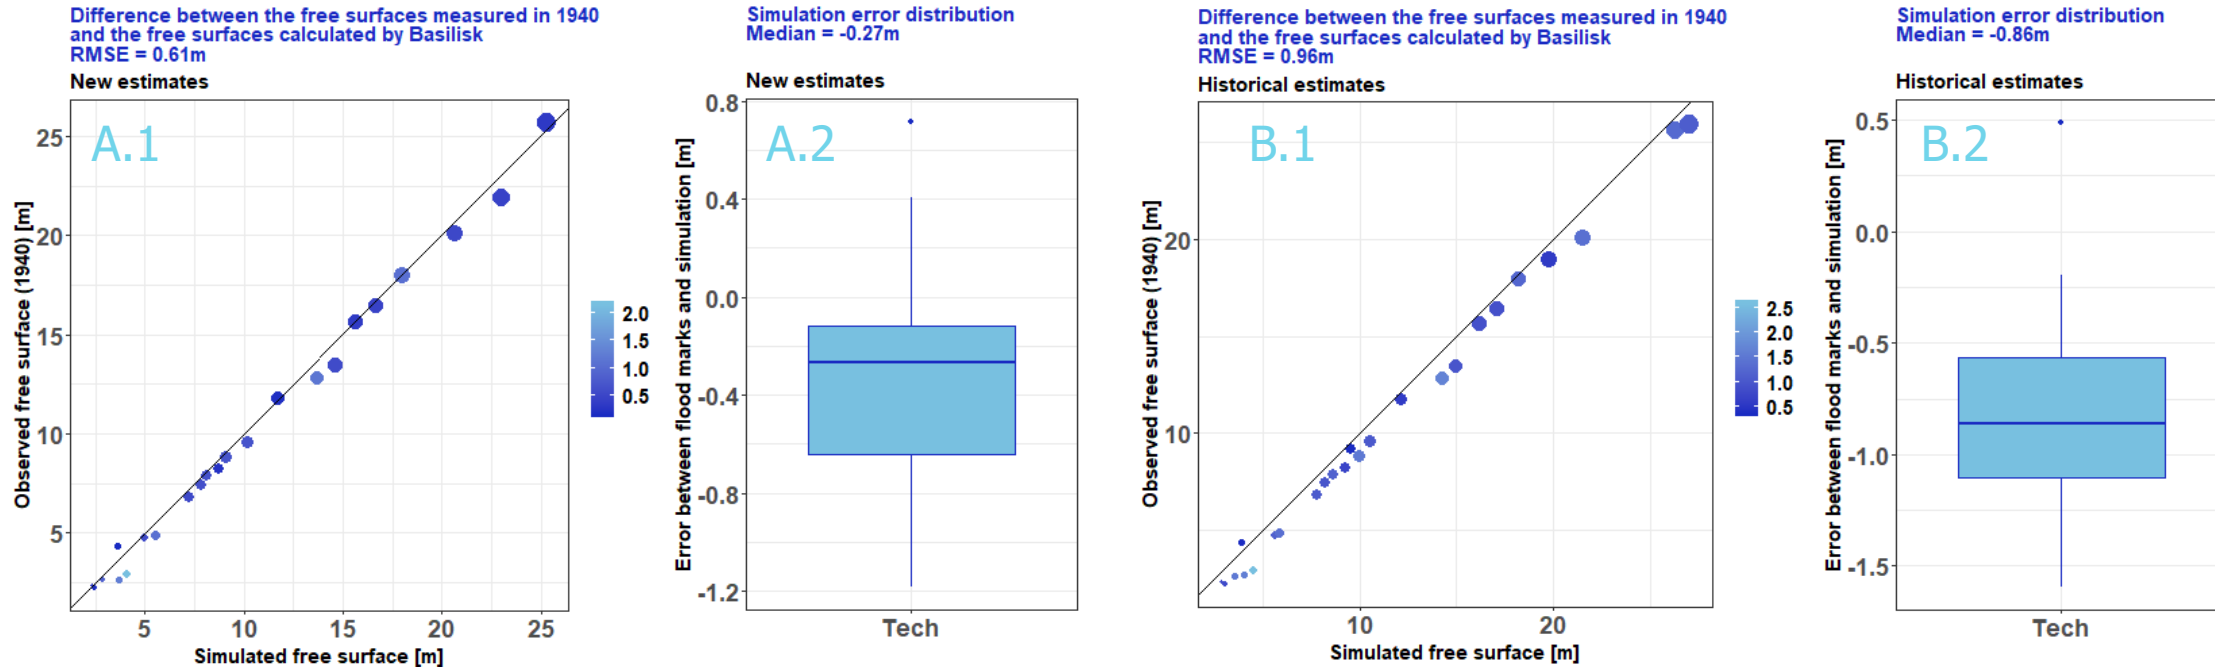 Difference between the free surfaces measured in 1940
and the free surfaces calculated by Basilisk
RMSE = 0.61m
New estimates
A.1
Observed free surface (1940) [m]
25
20
15
10
5
5 10 15 20 25
Simulated free surface [m]
2.0
1.5
1.0
0.5
Simulation error distribution
Median = -0.27m
New estimates
A.2
Error between flood marks and simulation [m]
0.8
0.4
0.0
-0.4
-0.8
-1.2
Tech
Difference between the free surfaces measured in 1940
and the free surfaces calculated by Basilisk
RMSE = 0.96m
Historical estimates
B.1
Observed free surface (1940) [m]
20
10
10 20
Simulated free surface [m]
2.5
2.0
1.5
1.0
0.5
Simulation error distribution
Median = -0.86m
Historical estimates
B.2
Error between flood marks and simulation [m]
0.5
0.0
-0.5
-1.0
-1.5
Tech